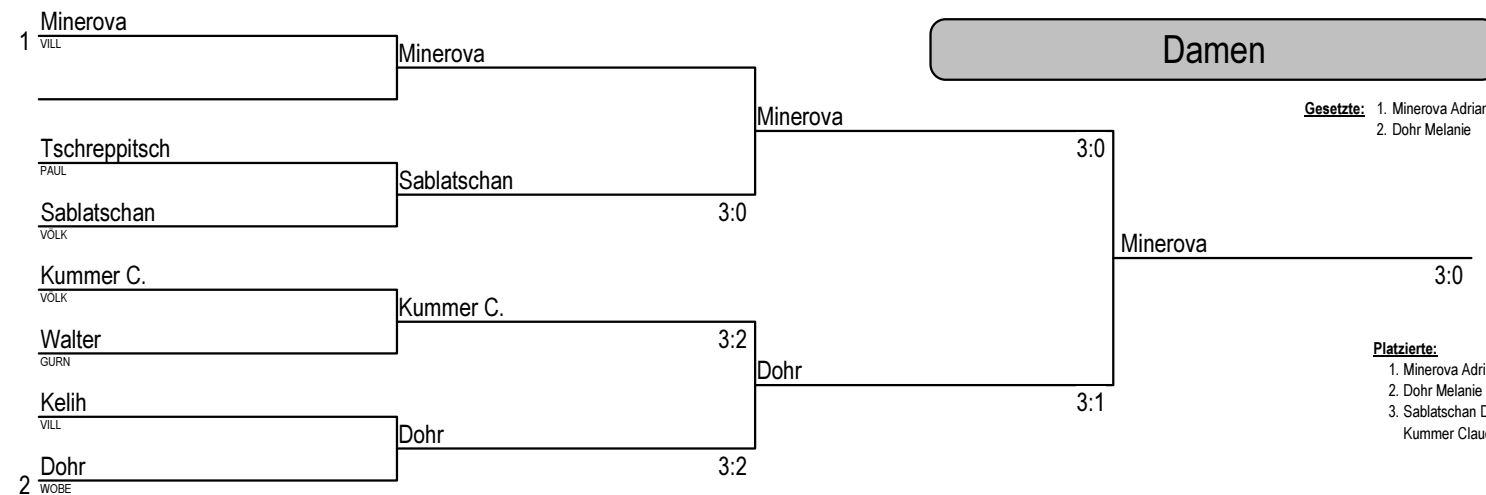 Minerova
1 VILL
Minerova
Damen
Gesetzte: 1. Minerova Adrian
2. Dohr Melanie
Minerova
3:0
Tschreppitsch
PAUL
Sablatschan
3:0
Sablatschan
VÖLK
Minerova
3:0
Kummer C.
VÖLK
Kummer C.
3:2
Walter
GURN
Platzierte:
1. Minerova Adri
2. Dohr Melanie
3. Sablatschan D
Kummer Clau
Dohr
3:1
Kelih
VILL
Dohr
3:2
Dohr
2 WOBE